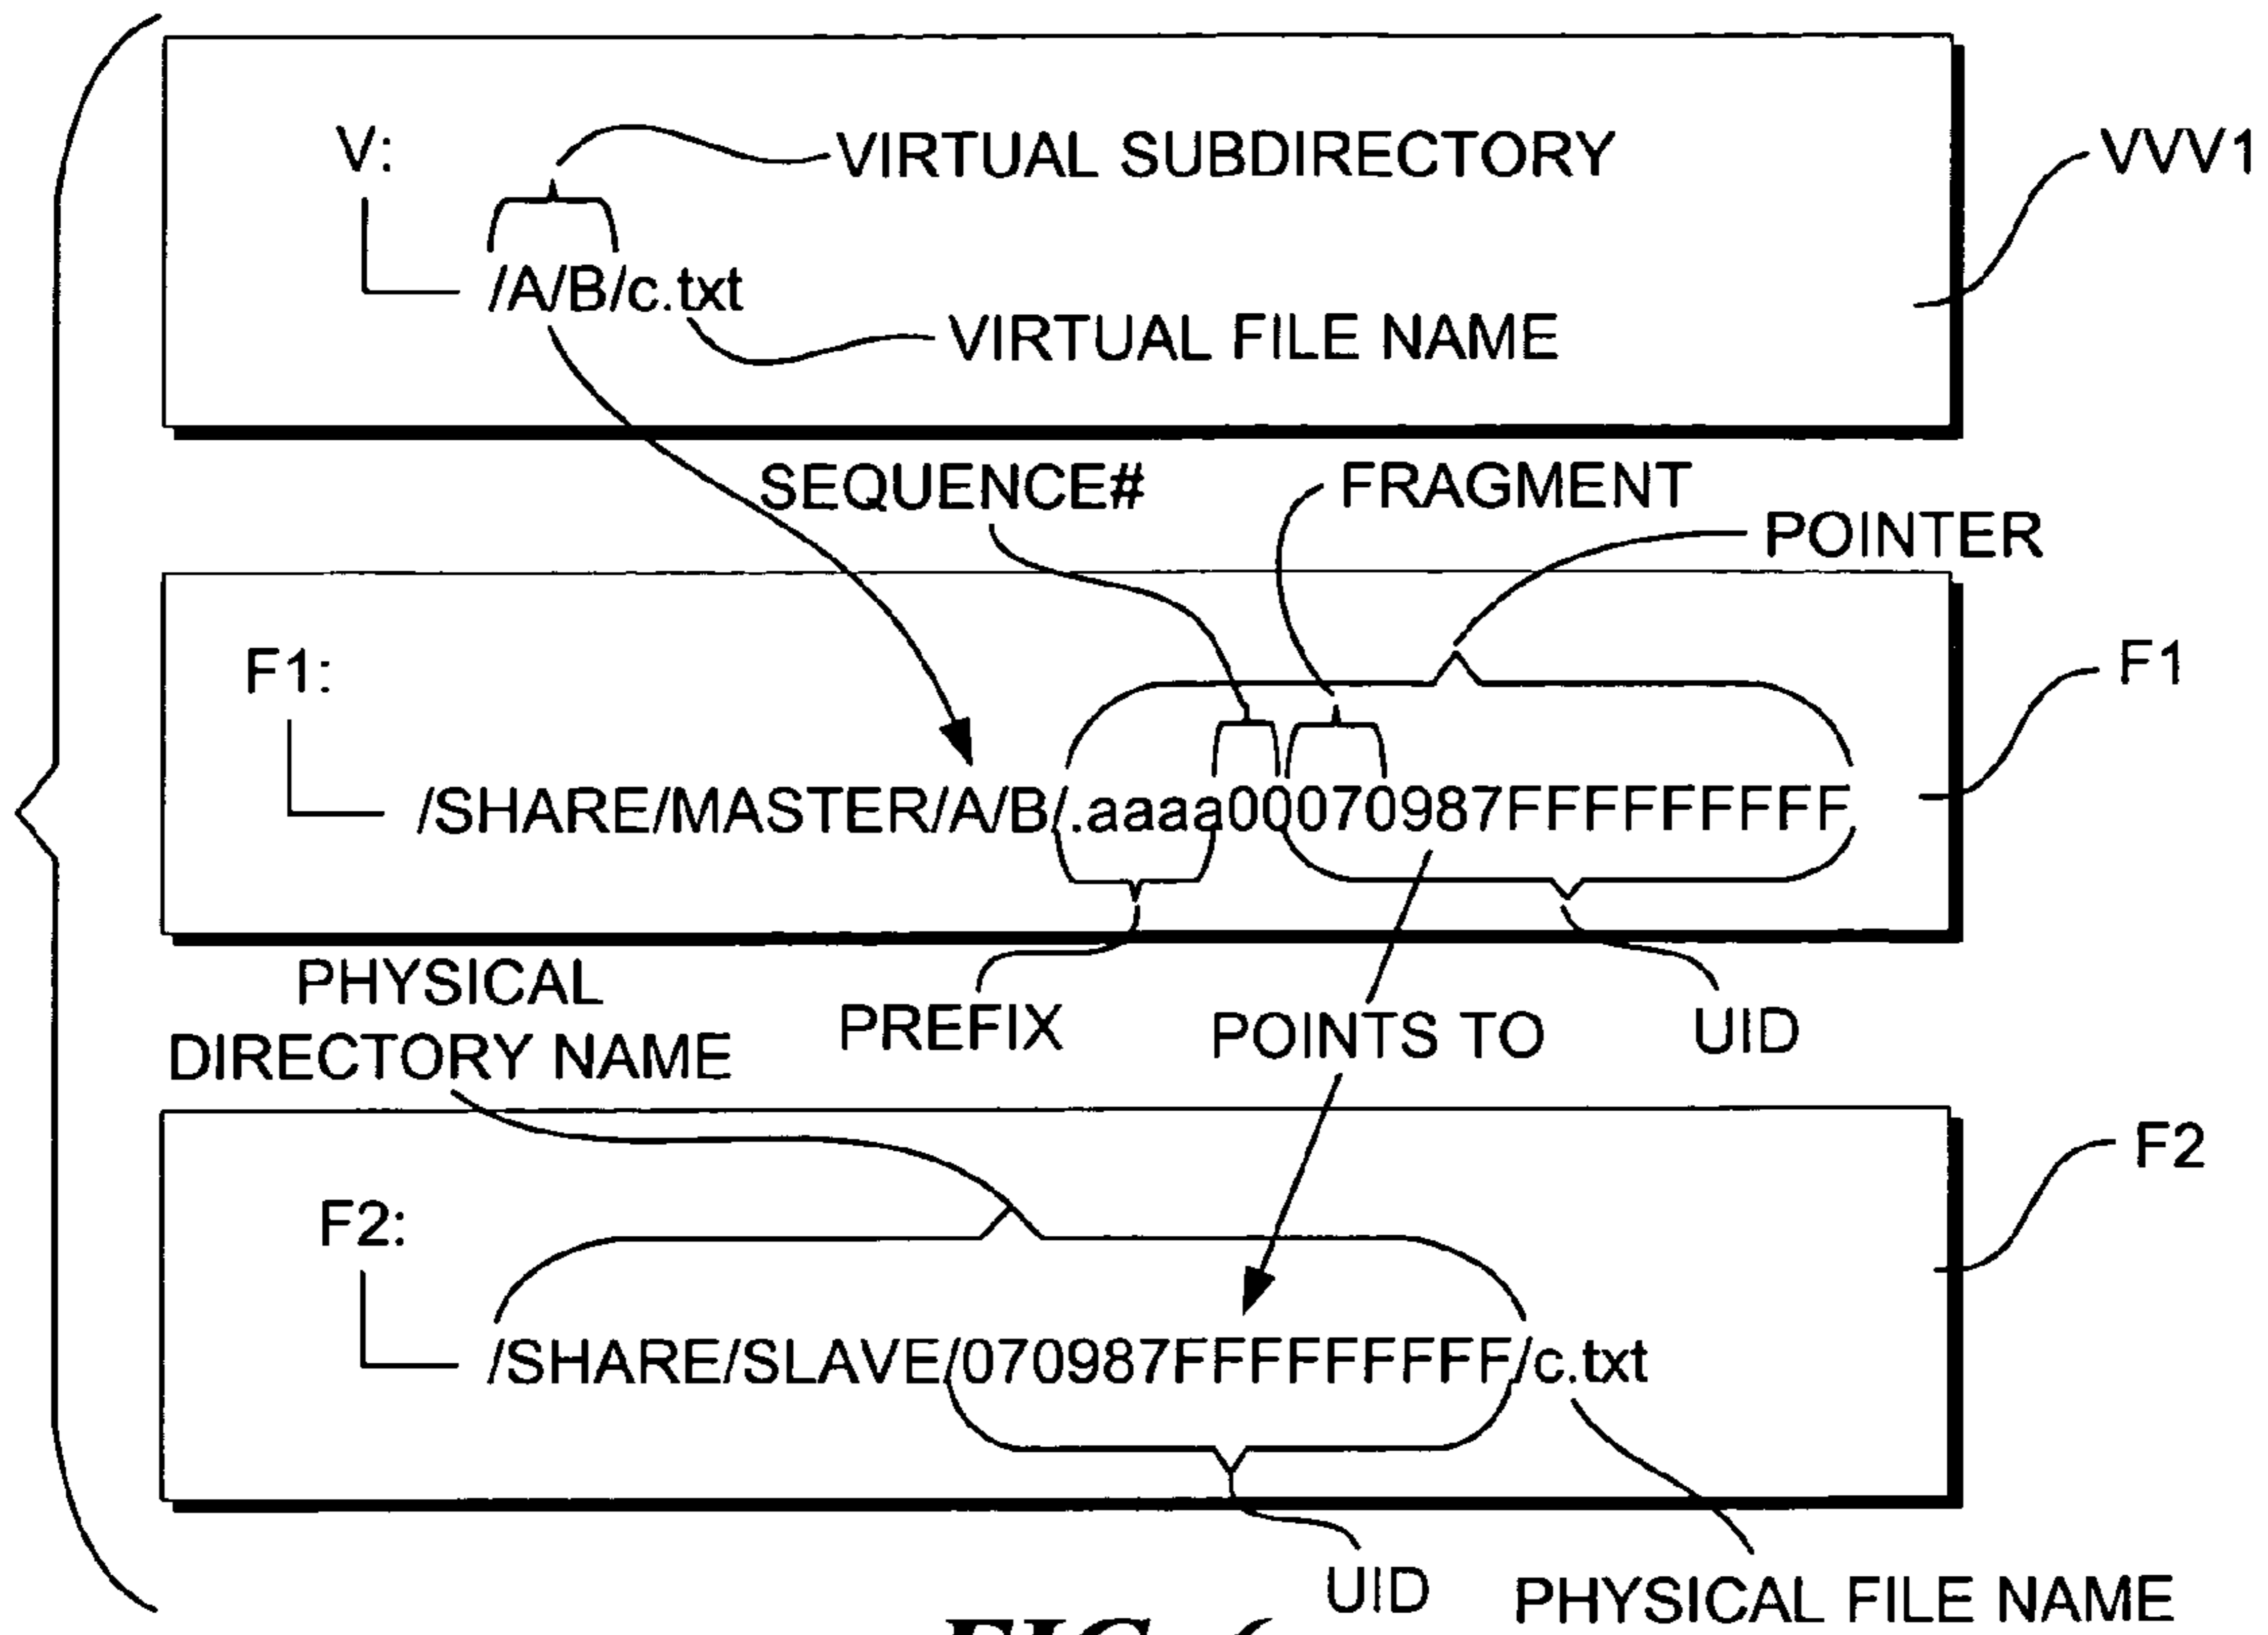 V:
VIRTUAL SUBDIRECTORY
VVV1
/A/B/c.txt
VIRTUAL FILE NAME
SEQUENCE#
FRAGMENT
POINTER
F1:
F1
/SHARE/MASTER/A/B/.aaaa00070987FFFFFFFFF
PHYSICAL
DIRECTORY NAME
PREFIX
POINTS TO
UID
F2
F2:
/SHARE/SLAVE/070987FFFFFFFFF/c.txt
UID
PHYSICAL FILE NAME